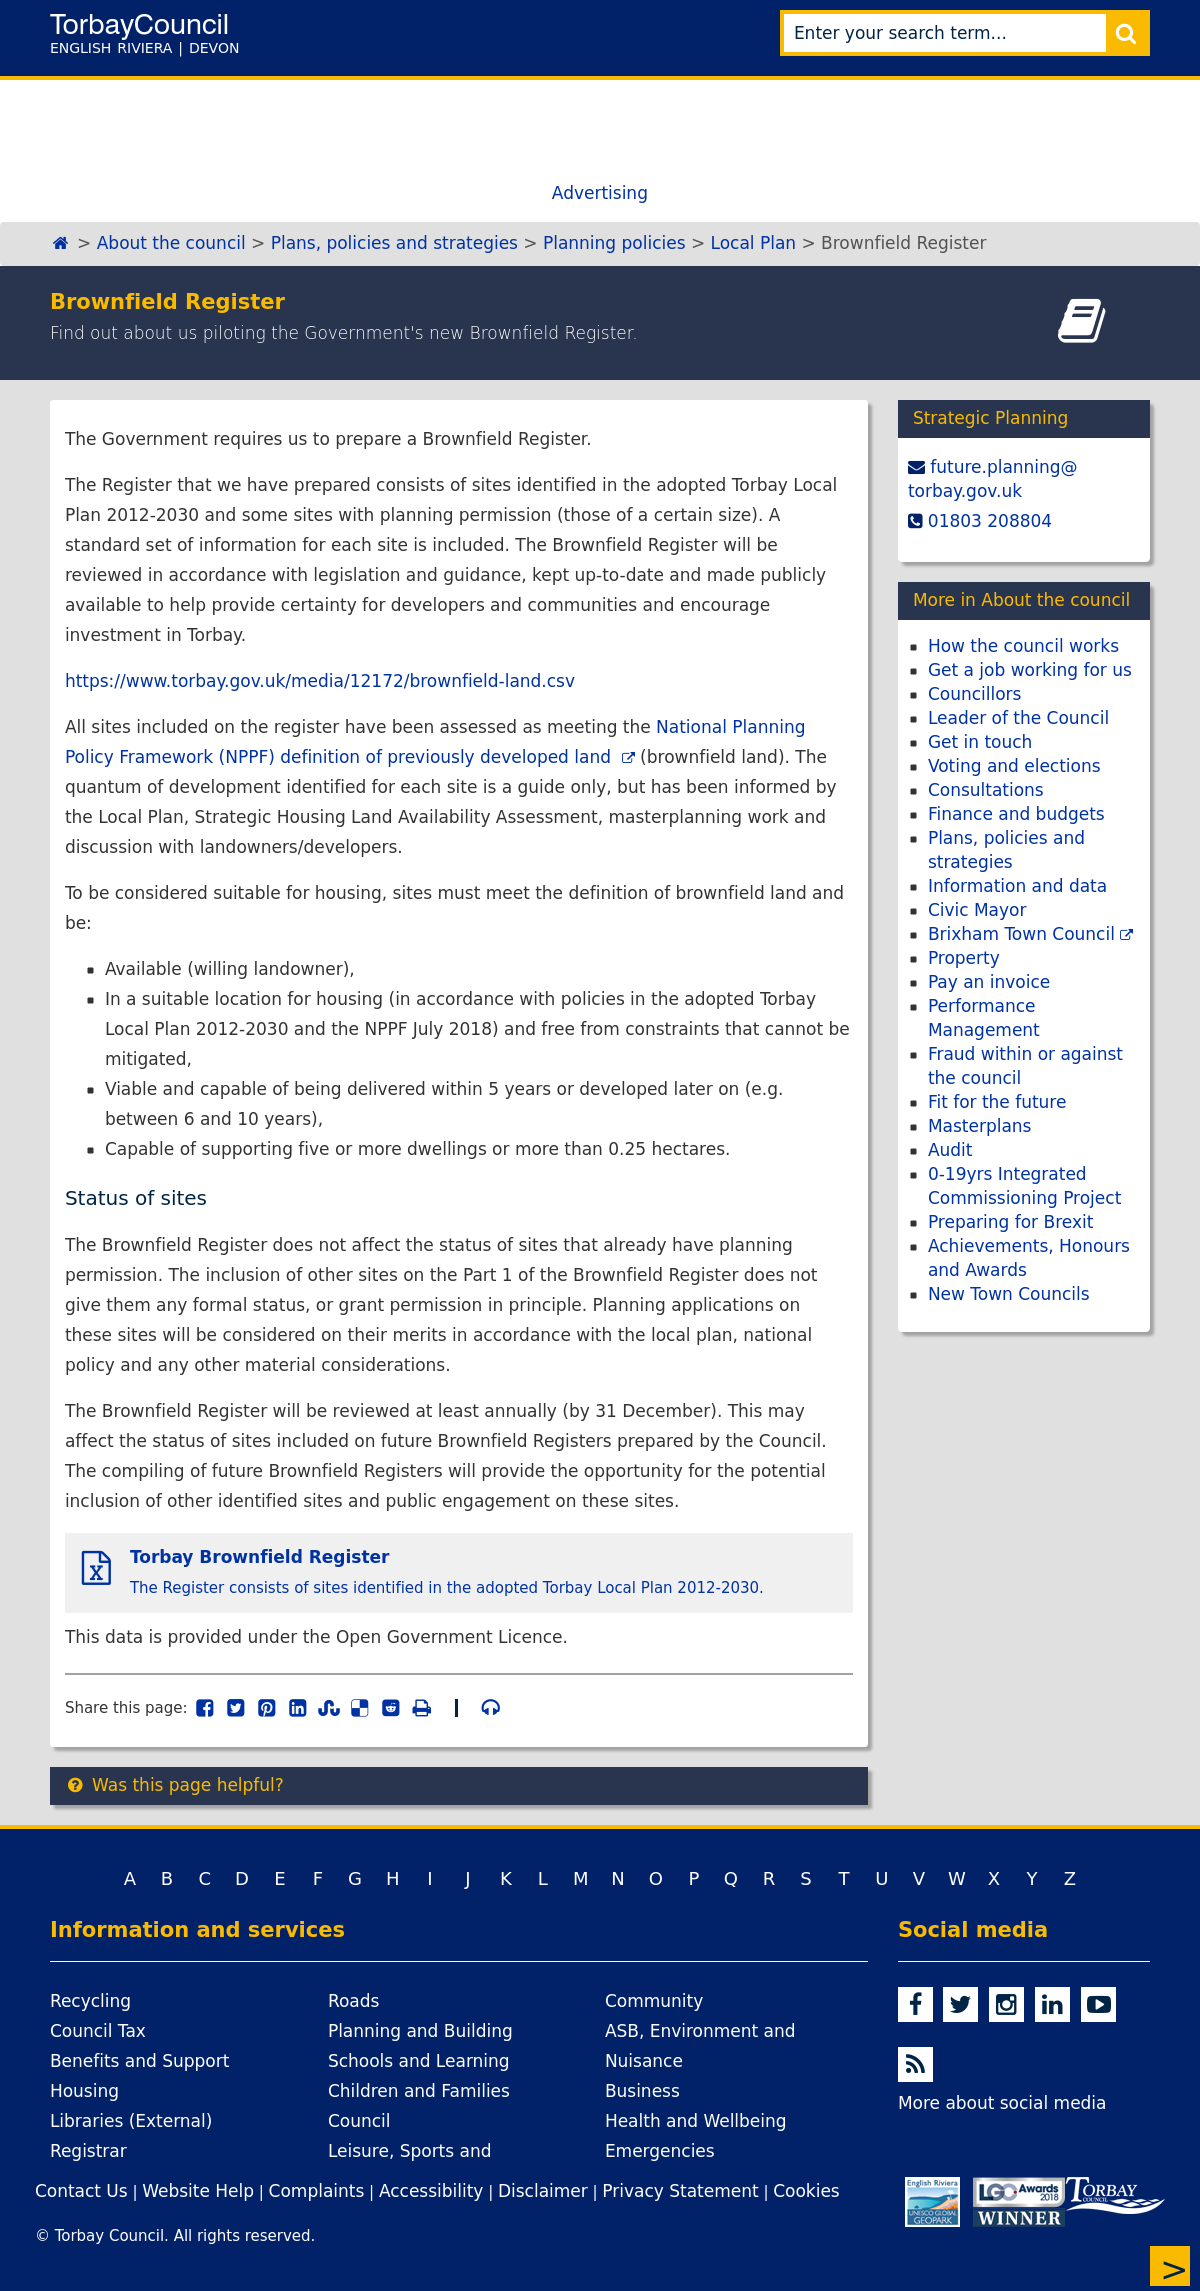 TorbayCouncil
ENGLISH RIVIERA | DEVON
Enter your search term...
Advertising
> About the council > Plans, policies and strategies > Planning policies > Local Plan > Brownfield Register
Brownfield Register
Find out about us piloting the Government's new Brownfield Register.
The Government requires us to prepare a Brownfield Register.
The Register that we have prepared consists of sites identified in the adopted Torbay Local
Plan 2012-2030 and some sites with planning permission (those of a certain size). A
standard set of information for each site is included. The Brownfield Register will be
reviewed in accordance with legislation and guidance, kept up-to-date and made publicly
available to help provide certainty for developers and communities and encourage
investment in Torbay.
https://www.torbay.gov.uk/media/12172/brownfield-land.csv
All sites included on the register have been assessed as meeting the National Planning
Policy Framework (NPPF) definition of previously developed land (brownfield land). The
quantum of development identified for each site is a guide only, but has been informed by
the Local Plan, Strategic Housing Land Availability Assessment, masterplanning work and
discussion with landowners/developers.
To be considered suitable for housing, sites must meet the definition of brownfield land and
be:
Available (willing landowner),
In a suitable location for housing (in accordance with policies in the adopted Torbay
Local Plan 2012-2030 and the NPPF July 2018) and free from constraints that cannot be
mitigated,
Viable and capable of being delivered within 5 years or developed later on (e.g.
between 6 and 10 years),
Capable of supporting five or more dwellings or more than 0.25 hectares.
Status of sites
The Brownfield Register does not affect the status of sites that already have planning
permission. The inclusion of other sites on the Part 1 of the Brownfield Register does not
give them any formal status, or grant permission in principle. Planning applications on
these sites will be considered on their merits in accordance with the local plan, national
policy and any other material considerations.
The Brownfield Register will be reviewed at least annually (by 31 December). This may
affect the status of sites included on future Brownfield Registers prepared by the Council.
The compiling of future Brownfield Registers will provide the opportunity for the potential
inclusion of other identified sites and public engagement on these sites.
Torbay Brownfield Register
The Register consists of sites identified in the adopted Torbay Local Plan 2012-2030.
This data is provided under the Open Government Licence.
Share this page:
Was this page helpful?
Strategic Planning
future.planning@
torbay.gov.uk
01803 208804
More in About the council
How the council works
Get a job working for us
Councillors
Leader of the Council
Get in touch
Voting and elections
Consultations
Finance and budgets
Plans, policies and
strategies
Information and data
Civic Mayor
Brixham Town Council
Property
Pay an invoice
Performance
Management
Fraud within or against
the council
Fit for the future
Masterplans
Audit
0-19yrs Integrated
Commissioning Project
Preparing for Brexit
Achievements, Honours
and Awards
New Town Councils
A B C D E F G H I J K L M N O P Q R S T U V W X Y Z
Information and services
Recycling
Council Tax
Benefits and Support
Housing
Libraries (External)
Registrar
Roads
Planning and Building
Schools and Learning
Children and Families
Council
Leisure, Sports and
Community
ASB, Environment and
Nuisance
Business
Health and Wellbeing
Emergencies
Social media
More about social media
Contact Us | Website Help | Complaints | Accessibility | Disclaimer | Privacy Statement | Cookies
© Torbay Council. All rights reserved.
English Riviera
UNESCO GLOBAL
GEOPARK
LGC Awards
2018
WINNER
TORBAY
COUNCIL
>